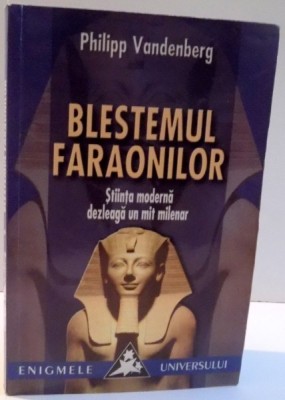 Philipp Vandenberg
BLESTEMUL
FARAONILOR
Știința modernă
dezleagă un mit milenar
ENIGMELE UNIVERSULUI